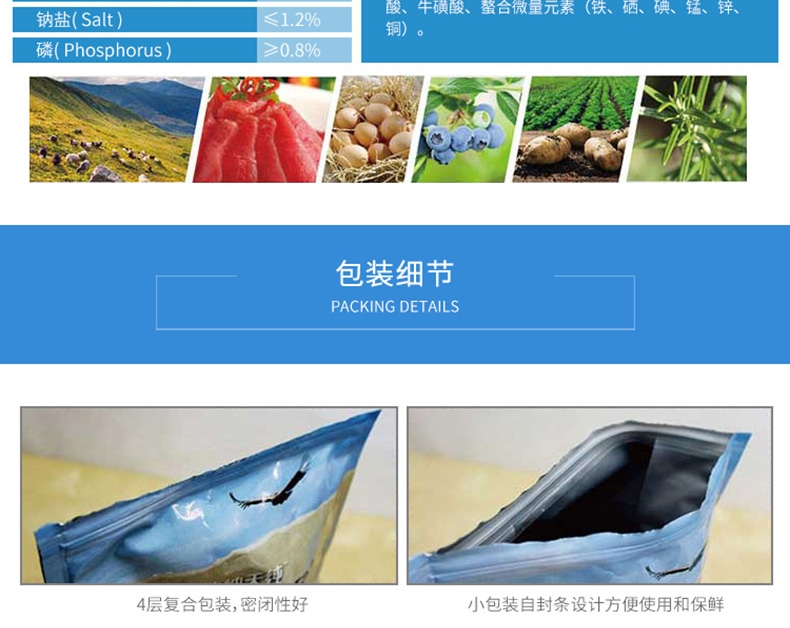 钠盐( Salt )
≤1.2%
磷( Phosphorus )
≥0.8%
酸、牛磺酸、螯合微量元素（铁、硒、碘、锰、锌、
铜）。
包装细节
PACKING DETAILS
4层复合包装，密闭性好
小包装自封条设计方便使用和保鲜